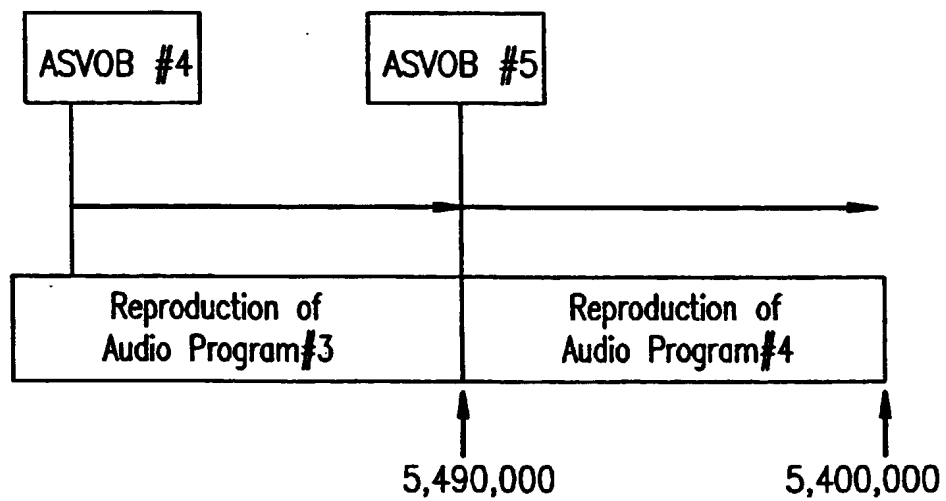 ASVOB #4
ASVOB #5
Reproduction of
Audio Program#3
Reproduction of
Audio Program#4
5,490,000
5,400,000